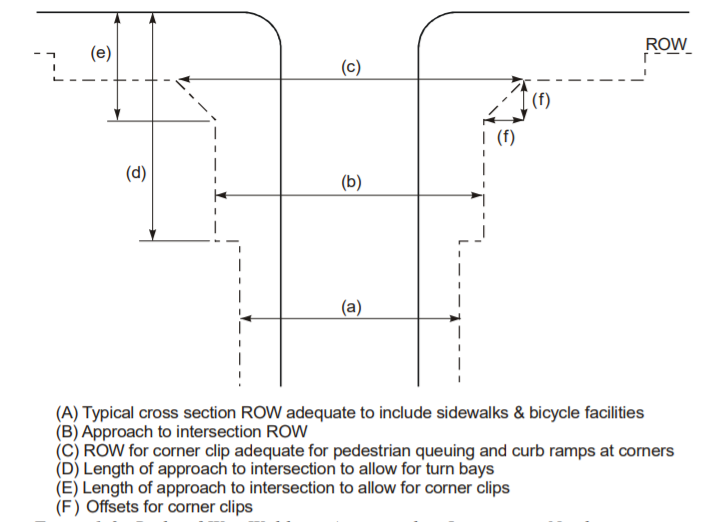 (e)
(c)
ROW
(f)
(f)
(d)
(b)
(a)
(A) Typical cross section ROW adequate to include sidewalks & bicycle facilities
(B) Approach to intersection ROW
(C) ROW for corner clip adequate for pedestrian queuing and curb ramps at corners
(D) Length of approach to intersection to allow for turn bays
(E) Length of approach to intersection to allow for corner clips
(F) Offsets for corner clips